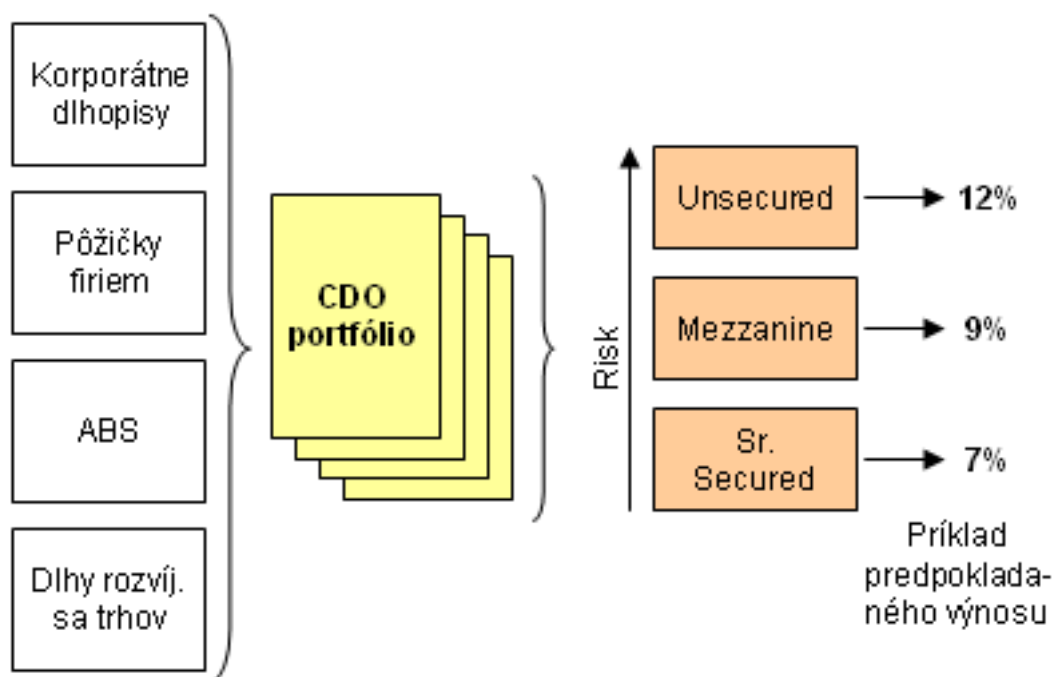 Korporátne
dlhopisy
Pôžičky
firiem
ABS
Dlhy rozvíj.
sa trhov
CDO
portfólio
Risk
Unsecured
12%
Mezzanine
9%
Sr.
Secured
7%
Príklad
predpoklada-
ného výnosu